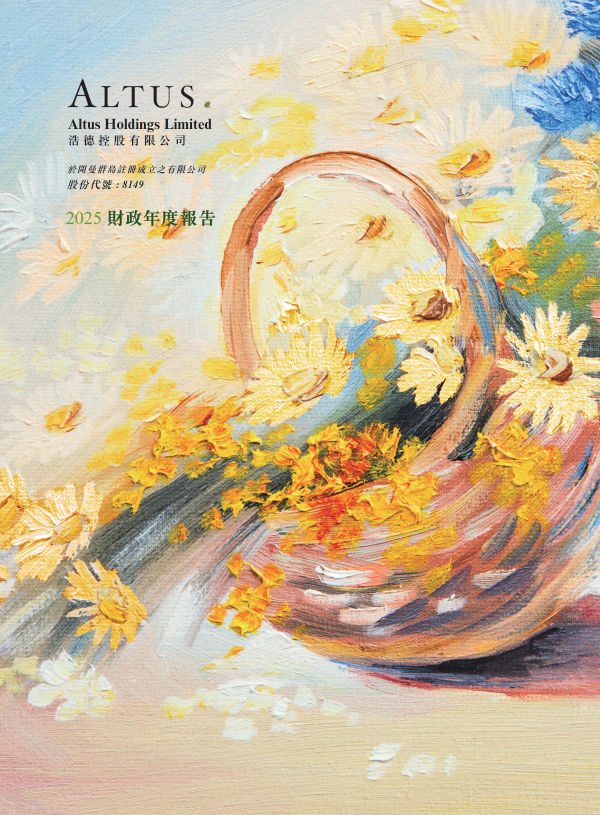 ALTUS.
Altus Holdings Limited
浩德控股有限公司
於開曼群島註冊成立之有限公司
股份代號：8149
2025 財政年度報告